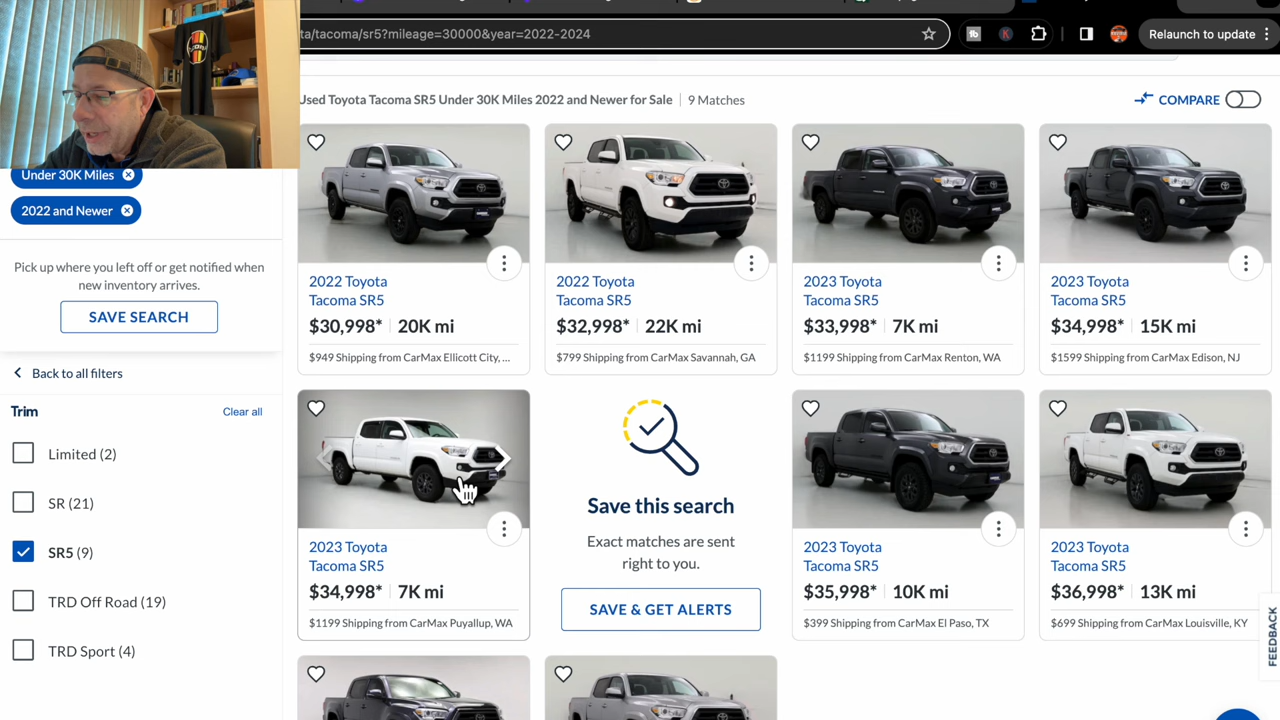 ta/tacoma/sr5?mileage=30000&year=2022-2024
Relaunch to update
Used Toyota Tacoma SR5 Under 30K Miles 2022 and Newer for Sale
9 Matches
COMPARE
Under 30K Miles
2022 and Newer
Pick up where you left off or get notified when
new inventory arrives.
SAVE SEARCH
Back to all filters
Trim
Clear all
Limited (2)
SR (21)
SR5 (9)
TRD Off Road (19)
TRD Sport (4)
2022 Toyota
Tacoma SR5
$30,998* 20K mi
$949 Shipping from CarMax Ellicott City, ...
2022 Toyota
Tacoma SR5
$32,998* 22K mi
$799 Shipping from CarMax Savannah, GA
2023 Toyota
Tacoma SR5
$33,998* 7K mi
$1199 Shipping from CarMax Renton, WA
2023 Toyota
Tacoma SR5
$34,998* 15K mi
$1599 Shipping from CarMax Edison, NJ
2023 Toyota
Tacoma SR5
$34,998* 7K mi
$1199 Shipping from CarMax Puyallup, WA
Save this search
Exact matches are sent
right to you.
SAVE & GET ALERTS
2023 Toyota
Tacoma SR5
$35,998* 10K mi
$399 Shipping from CarMax El Paso, TX
2023 Toyota
Tacoma SR5
$36,998* 13K mi
$699 Shipping from CarMax Louisville, KY
FEEDBACK